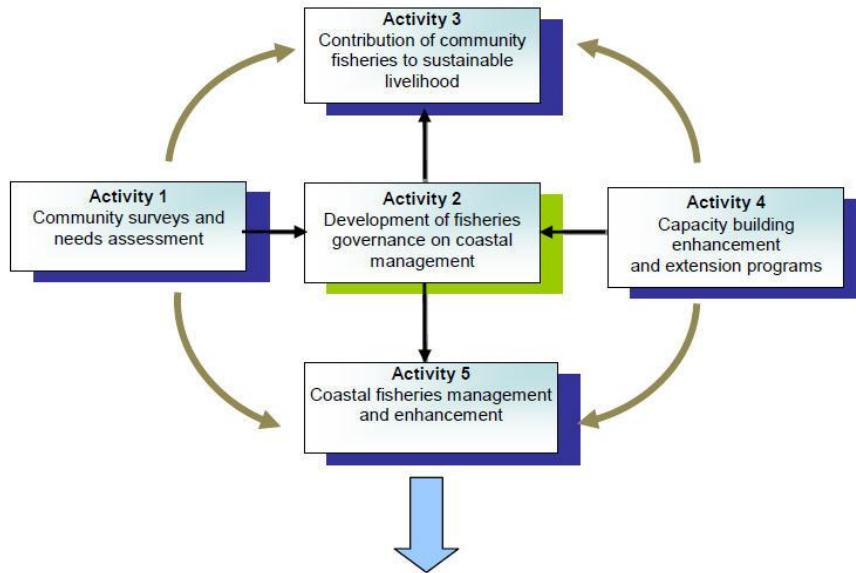 Activity 3
Contribution of community
fisheries to sustainable
livelihood
Activity 1
Community surveys and
needs assessment
Activity 2
Development of fisheries
governance on coastal
management
Activity 4
Capacity building
enhancement
and extension programs
Activity 5
Coastal fisheries management
and enhancement